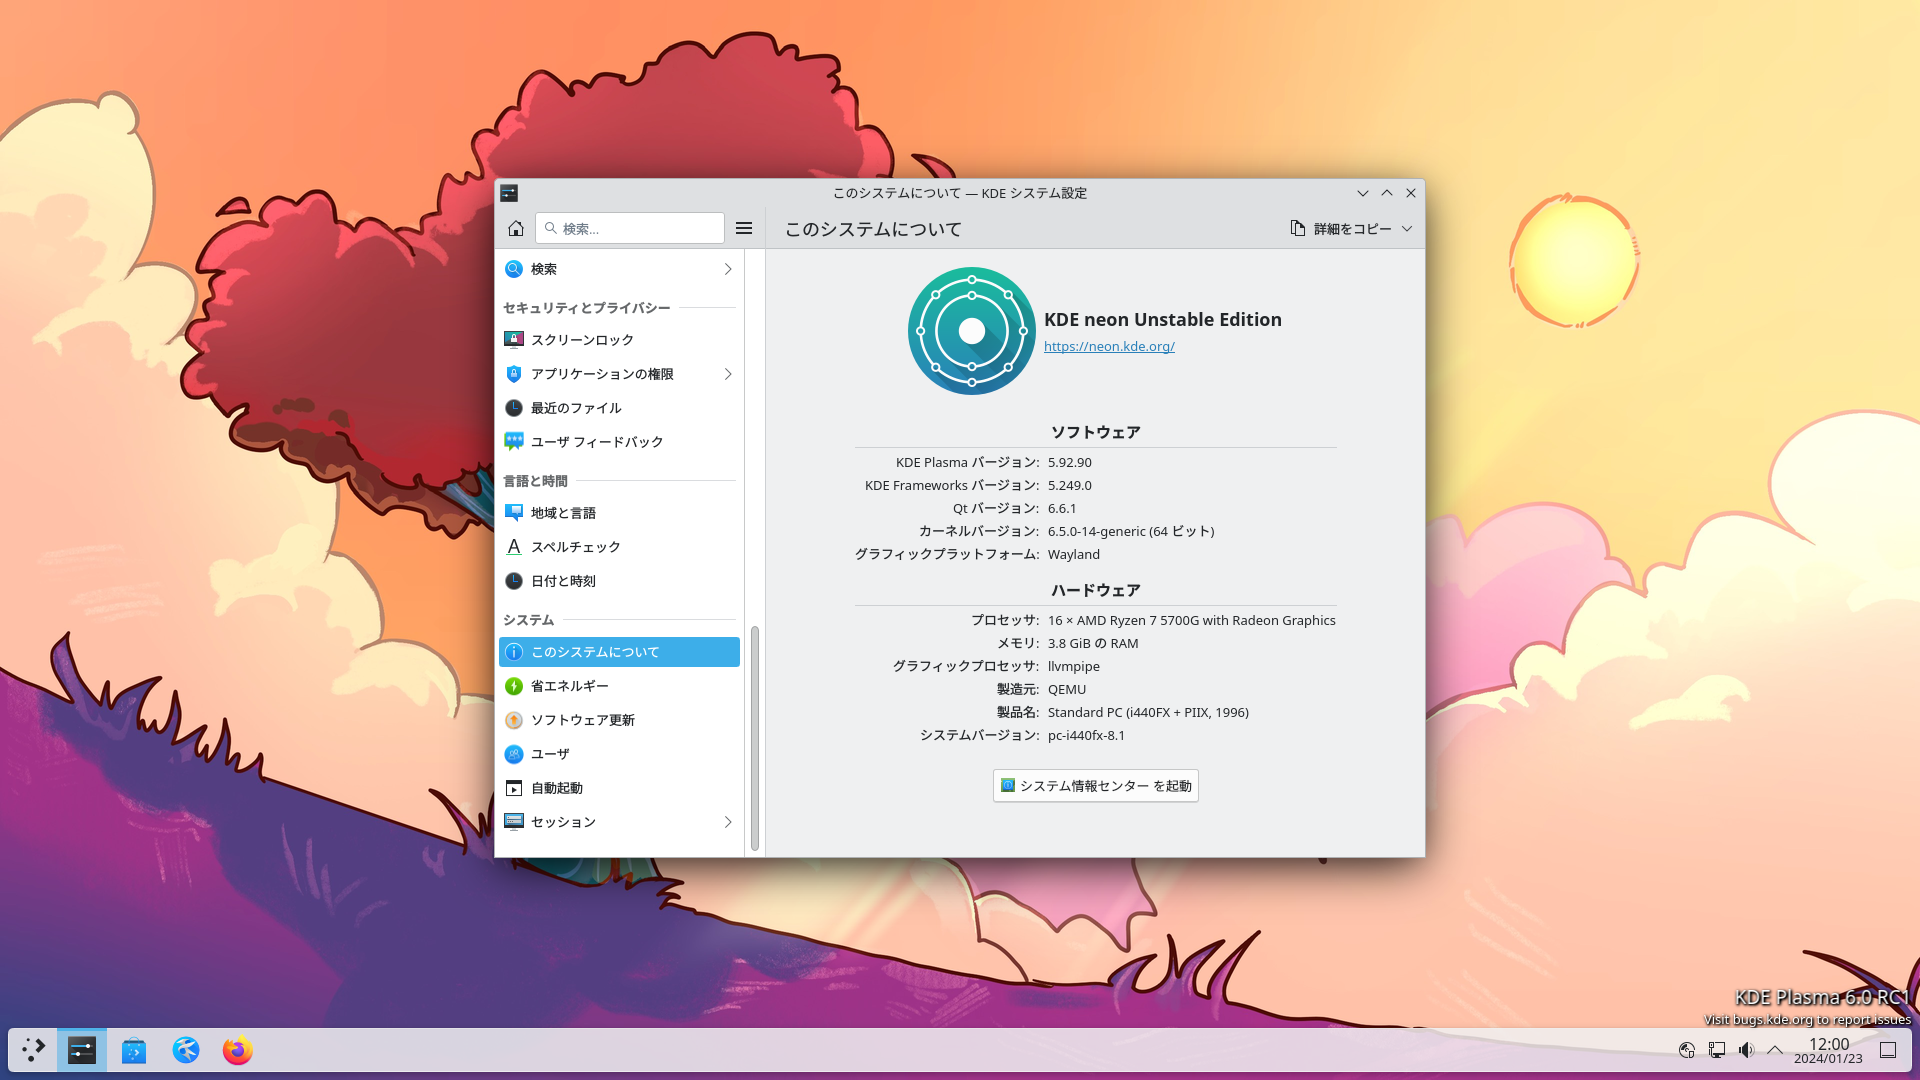 このシステムについて — KDE システム設定
検索...
このシステムについて
詳細をコピー
検索
セキュリティとプライバシー
スクリーンロック
アプリケーションの権限
最近のファイル
ユーザ フィードバック
言語と時間
地域と言語
スペルチェック
日付と時刻
システム
このシステムについて
省エネルギー
ソフトウェア更新
ユーザ
自動起動
セッション
KDE neon Unstable Edition
https://neon.kde.org/
ソフトウェア
KDE Plasma バージョン: 5.92.90
KDE Frameworks バージョン: 5.249.0
Qt バージョン: 6.6.1
カーネルバージョン: 6.5.0-14-generic (64 ビット)
グラフィックプラットフォーム: Wayland
ハードウェア
プロセッサ: 16 × AMD Ryzen 7 5700G with Radeon Graphics
メモリ: 3.8 GiB の RAM
グラフィックプロセッサ: llvmpipe
製造元: QEMU
製品名: Standard PC (i440FX + PIIX, 1996)
システムバージョン: pc-i440fx-8.1
システム情報センター を起動
KDE Plasma 6.0 RC1
Visit bugs.kde.org to report issues
12:00
2024/01/23